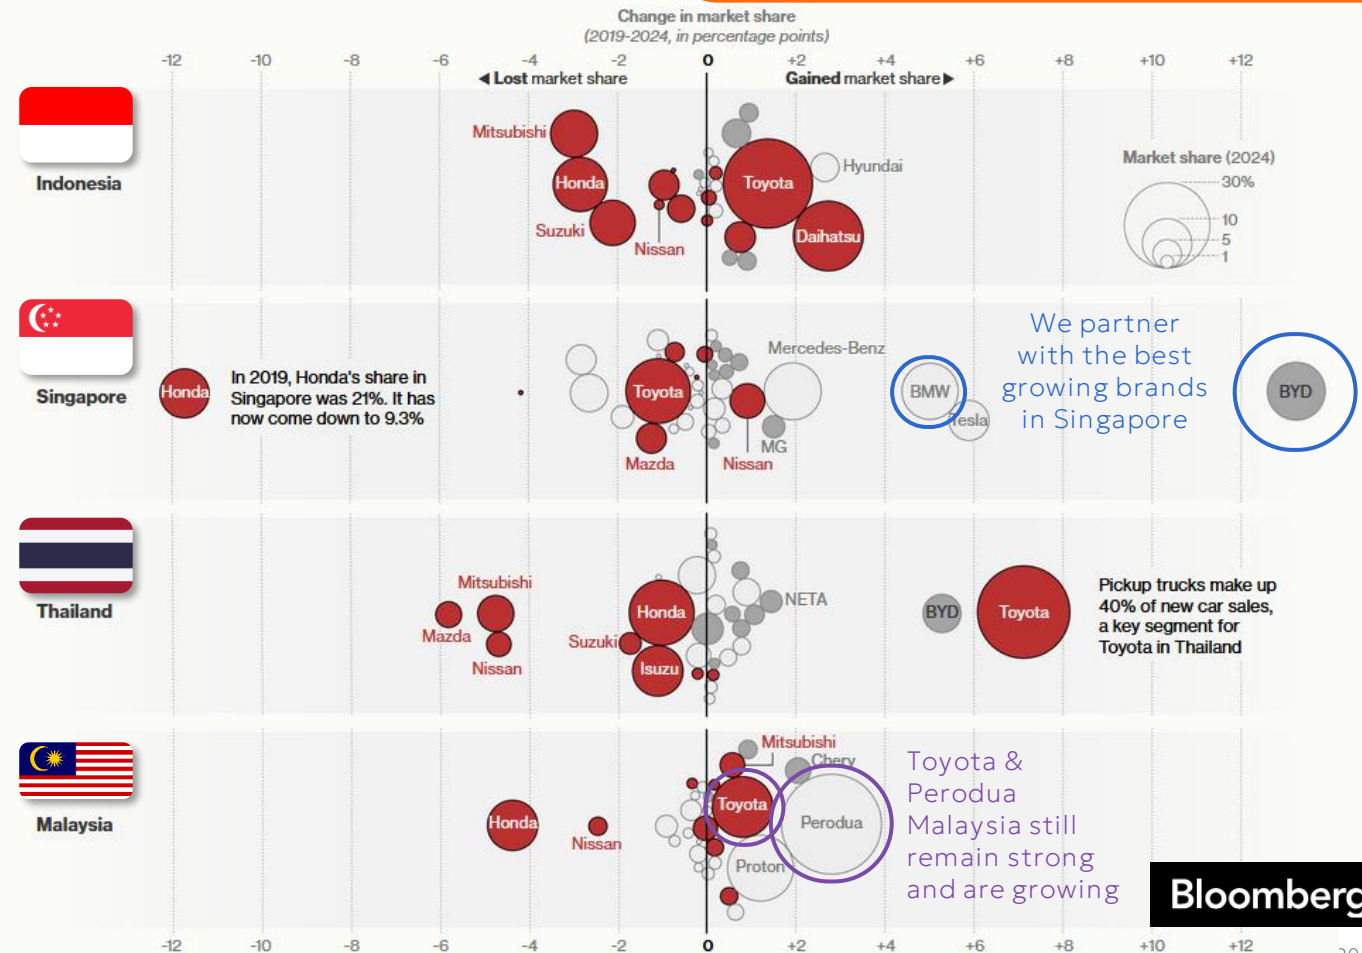 Change in market share
(2019-2024, in percentage points)
-12 -10 -8 -6 -4 -2 0 +2 +4 +6 +8 +10 +12
◀ Lost market share Gained market share ▶
Indonesia
Mitsubishi
Honda
Suzuki
Nissan
Toyota
Hyundai
Daihatsu
Market share (2024)
30%
10
5
1
Singapore
Honda
In 2019, Honda's share in
Singapore was 21%. It has
now come down to 9.3%
Toyota
Mazda
Nissan
Mercedes-Benz
MG
BMW
Tesla
We partner
with the best
growing brands
in Singapore
BYD
Thailand
Mazda
Mitsubishi
Nissan
Suzuki
Honda
Isuzu
NETA
BYD
Toyota
Pickup trucks make up
40% of new car sales,
a key segment for
Toyota in Thailand
Malaysia
Honda
Nissan
Mitsubishi
Chery
Toyota
Perodua
Proton
Toyota &
Perodua
Malaysia still
remain strong
and are growing
Bloomberg
-12 -10 -8 -6 -4 -2 0 +2 +4 +6 +8 +10 +12